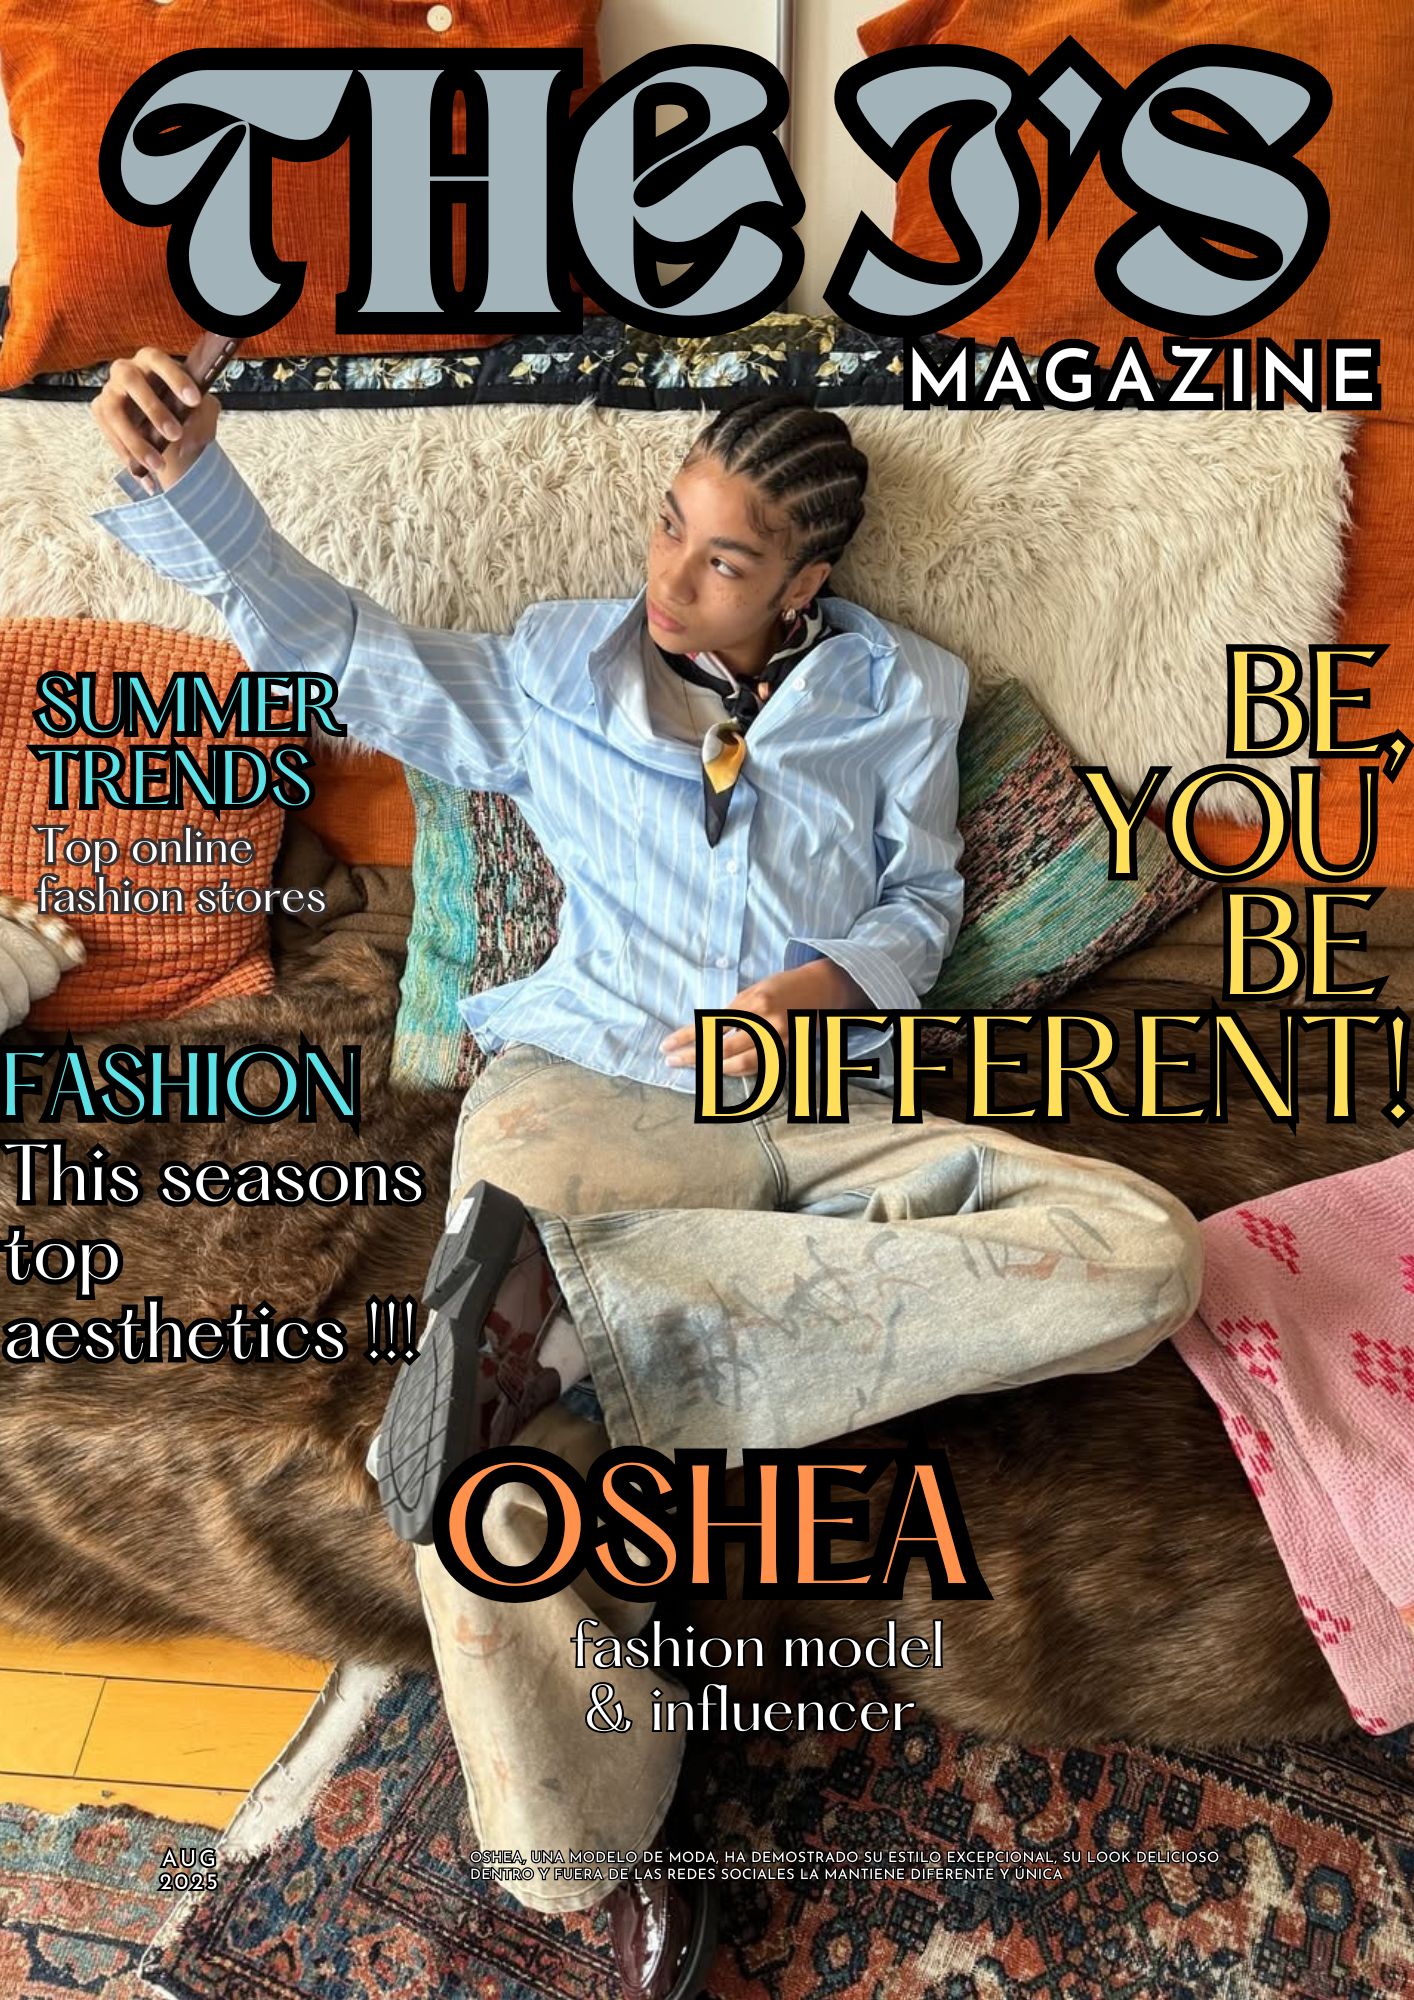 THE J'S
MAGAZINE
SUMMER
TRENDS
Top online
fashion stores
BE,
YOU'
BE
DIFFERENT!
FASHION
This seasons
top
aesthetics !!!
OSHEA
fashion model
& influencer
AUG
2025
OSHEA, UNA MODELO DE MODA, HA DEMOSTRADO SU ESTILO EXCEPCIONAL, SU LOOK DELICIOSO
DENTRO Y FUERA DE LAS REDES SOCIALES LA MANTIENE DIFERENTE Y ÚNICA